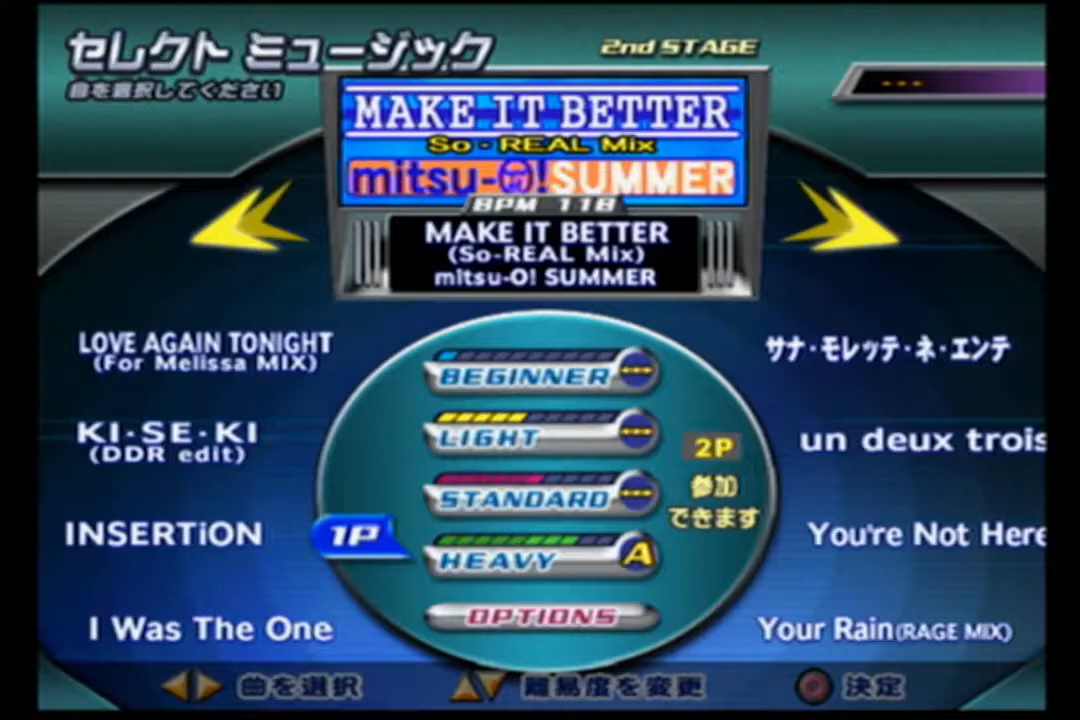 セレクト ミュージック
曲を選択してください
2nd STAGE
---
MAKE IT BETTER
So-REAL Mix
mitsu-O! SUMMER
BPM 118
MAKE IT BETTER
(So-REAL Mix)
mitsu-O! SUMMER
LOVE AGAIN TONIGHT
(For Melissa MIX)
KI・SE・KI
(DDR edit)
INSERTiON
I Was The One
BEGINNER ---
LIGHT ---
STANDARD ---
1P
HEAVY A
OPTIONS
2P
参加
できます
サナ・モレッテ・ネ・エンテ
un deux trois
You're Not Here
Your Rain (RAGE MIX)
曲を選択
難易度を変更
決定